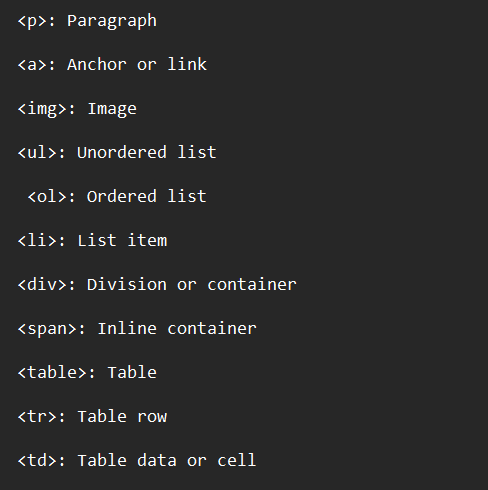 <p>: Paragraph
<a>: Anchor or link
<img>: Image
<ul>: Unordered list
<ol>: Ordered list
<li>: List item
<div>: Division or container
<span>: Inline container
<table>: Table
<tr>: Table row
<td>: Table data or cell